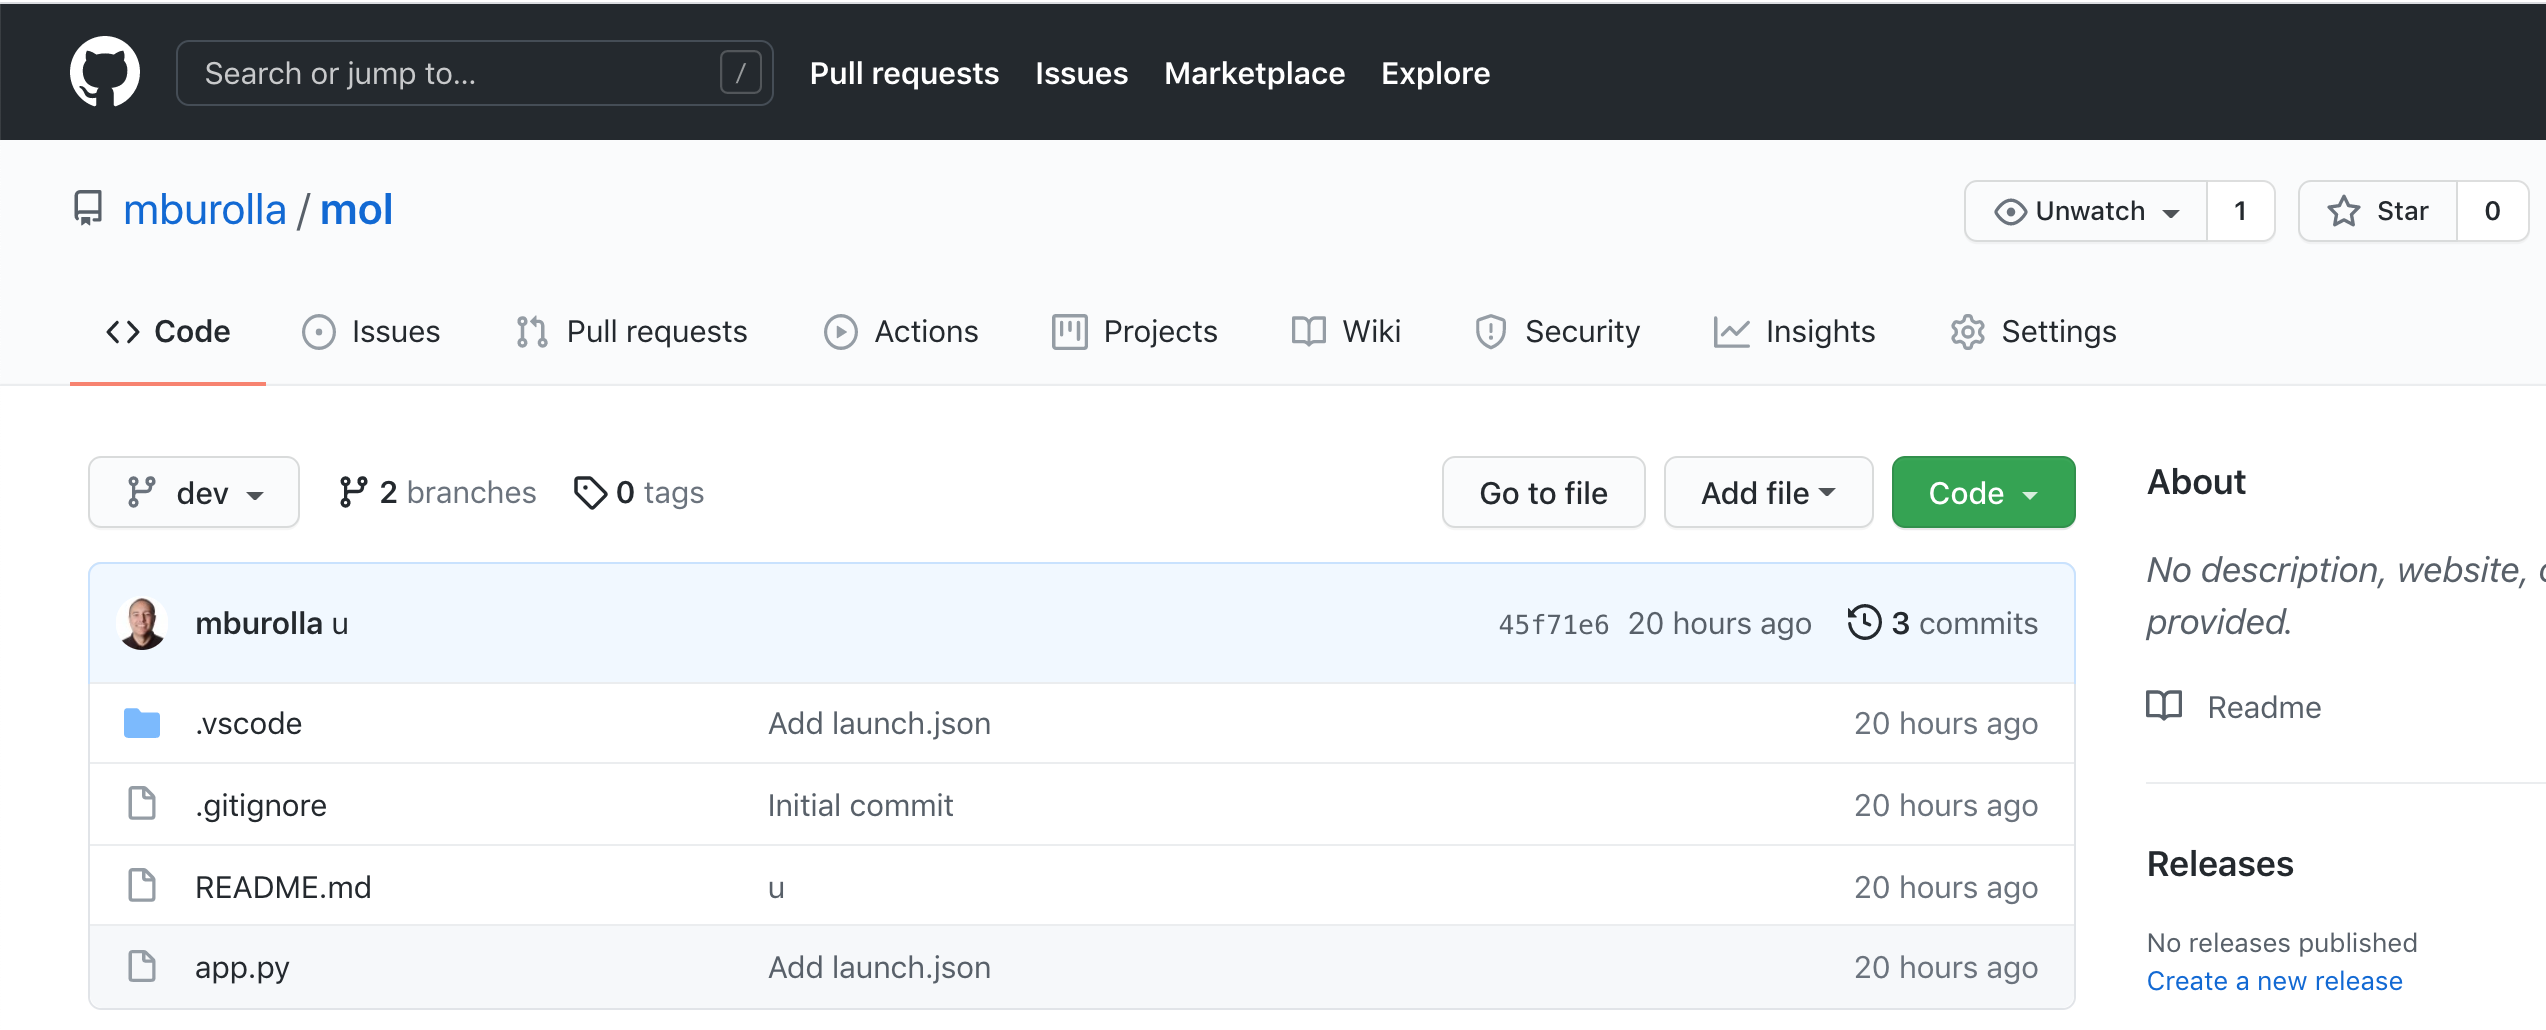 Search or jump to... / Pull requests Issues Marketplace Explore
mburolla / mol Unwatch 1 Star 0
Code Issues Pull requests Actions Projects Wiki Security Insights Settings
dev 2 branches 0 tags Go to file Add file Code
mburolla u 45f71e6 20 hours ago 3 commits
.vscode Add launch.json 20 hours ago
.gitignore Initial commit 20 hours ago
README.md u 20 hours ago
app.py Add launch.json 20 hours ago
About
No description, website,
provided.
Readme
Releases
No releases published
Create a new release